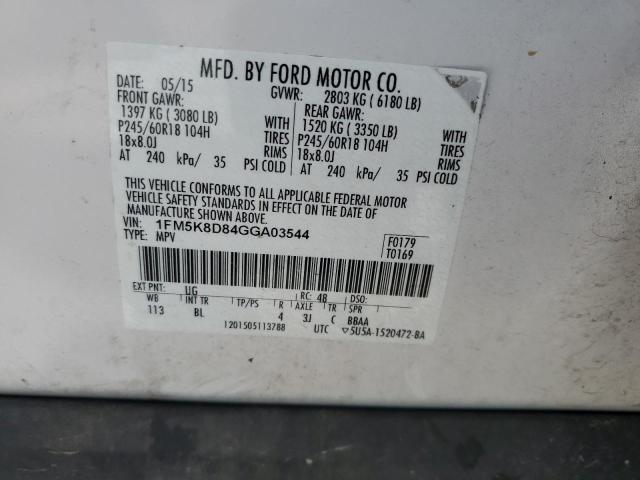 MFD. BY FORD MOTOR CO.
DATE: 05/15 GVWR: 2803 KG ( 6180 LB)
FRONT GAWR: REAR GAWR:
1397 KG ( 3080 LB) WITH 1520 KG ( 3350 LB) WITH
P245/60R18 104H TIRES P245/60R18 104H TIRES
18x8.0J RIMS 18x8.0J RIMS
AT 240 kPa/ 35 PSI COLD AT 240 kPa/ 35 PSI COLD
THIS VEHICLE CONFORMS TO ALL APPLICABLE FEDERAL MOTOR
VEHICLE SAFETY STANDARDS IN EFFECT ON THE DATE OF
MANUFACTURE SHOWN ABOVE.
VIN: 1FM5K8D84GGA03544 F0179
TYPE: MPV T0169
EXT PNT: UG RC: 48 DSO:
WB INT TR TP/PS R AXLE TR SPR
113 BL 4 3J C BBAA
1201505113788 UTC ▽5U5A-1520472-BA